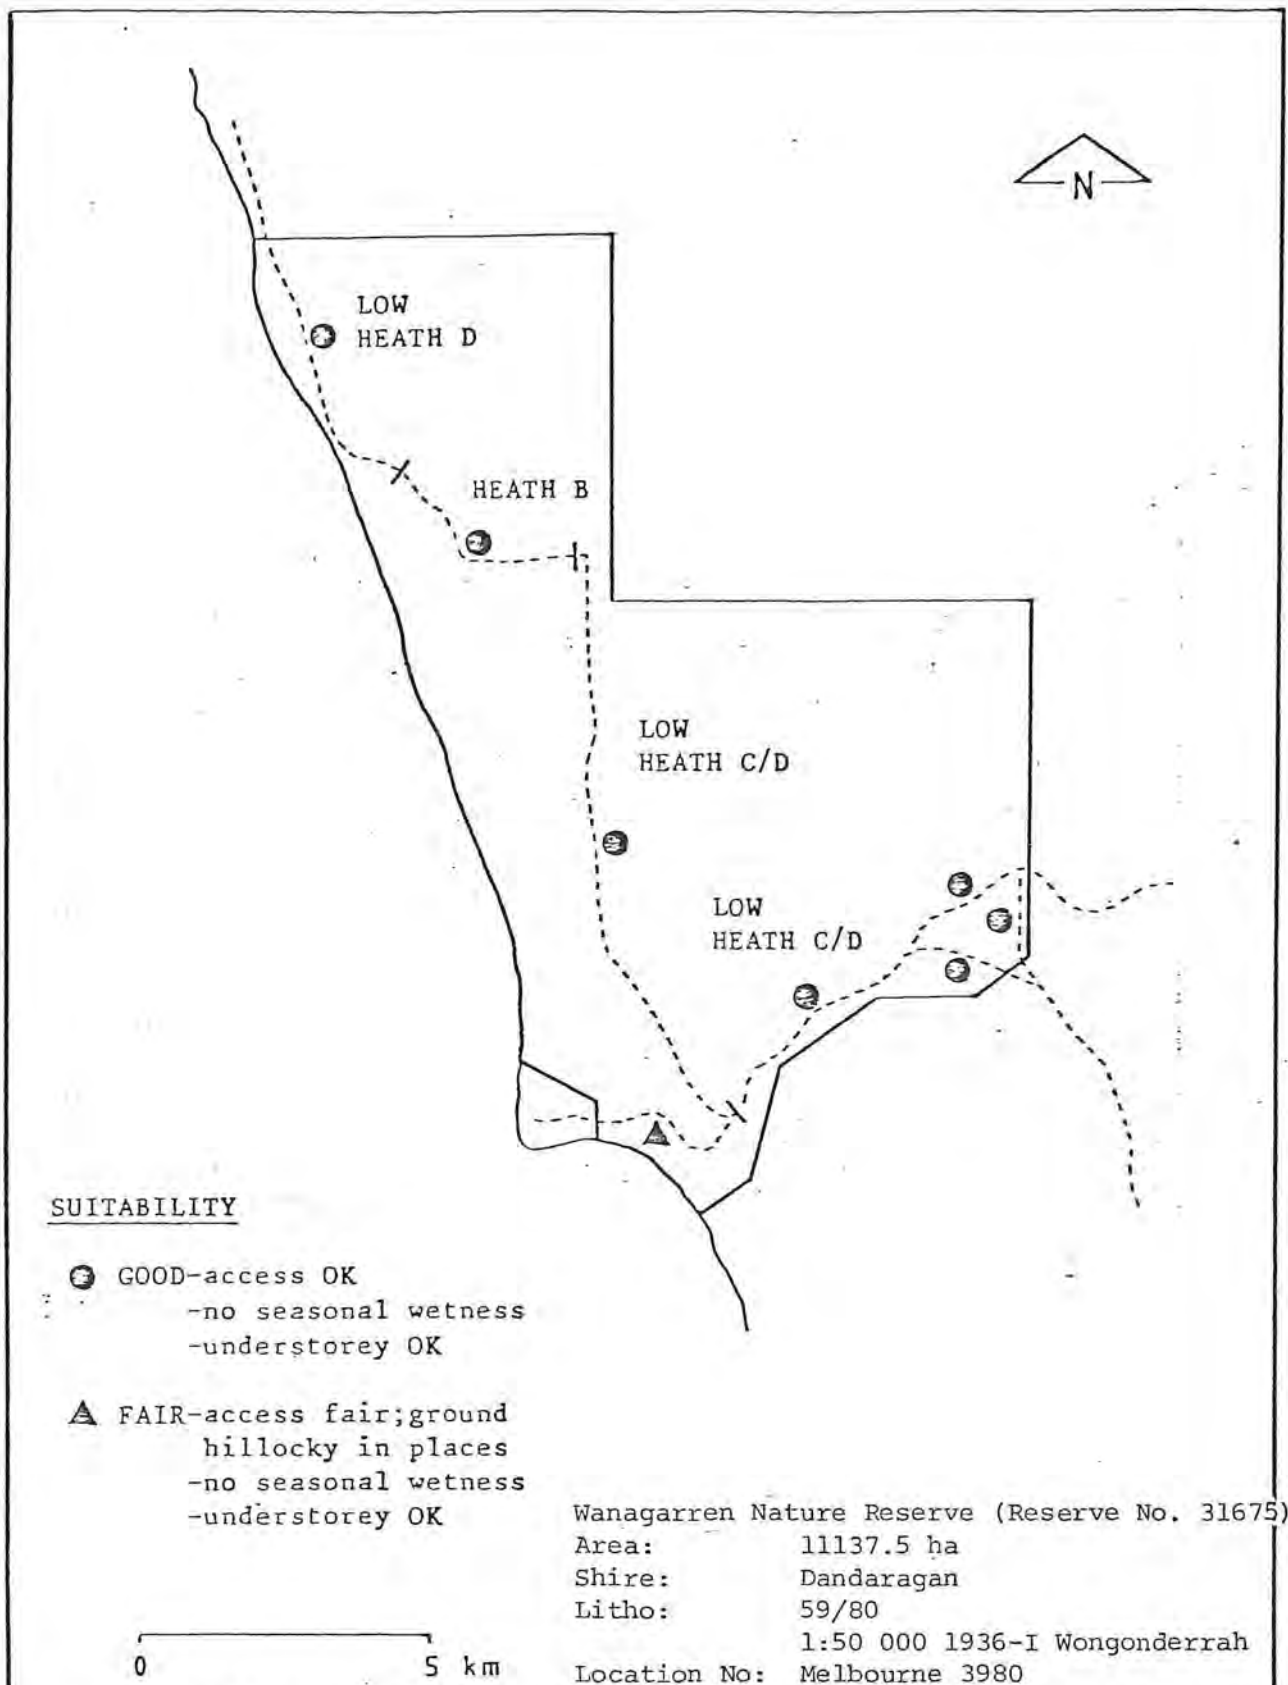 N
LOW
HEATH D
HEATH B
LOW
HEATH C/D
LOW
HEATH C/D
SUITABILITY
GOOD-access OK
-no seasonal wetness
-understorey OK
FAIR-access fair;ground
hillocky in places
-no seasonal wetness
-understorey OK
Wanagarren Nature Reserve (Reserve No. 31675)
Area: 11137.5 ha
Shire: Dandaragan
Litho: 59/80
1:50 000 1936-I Wongonderrah
Location No: Melbourne 3980
0 5 km